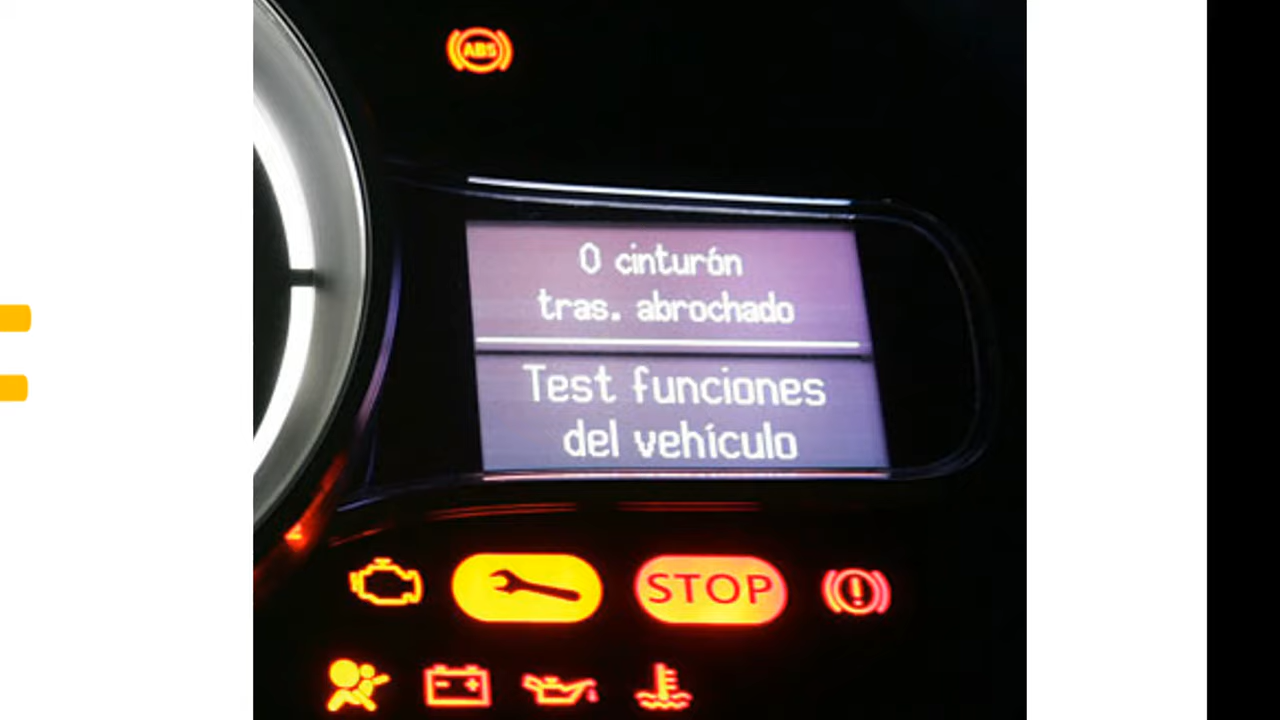 ABS
0 cinturón
tras. abrochado
Test funciones
del vehículo
STOP